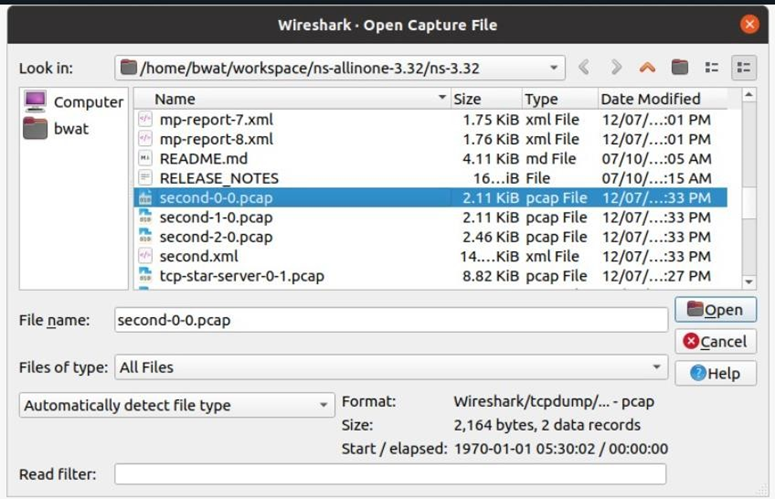 Wireshark · Open Capture File
Look in: /home/bwat/workspace/ns-allinone-3.32/ns-3.32
Computer
bwat
Name Size Type Date Modified
mp-report-7.xml 1.75 KiB xml File 12/07/...:01 PM
mp-report-8.xml 1.76 KiB xml File 12/07/...:01 PM
README.md 4.11 KiB md File 07/10/...:05 AM
RELEASE_NOTES 16...iB File 07/10/...:15 AM
second-0-0.pcap 2.11 KiB pcap File 12/07/...:33 PM
second-1-0.pcap 2.11 KiB pcap File 12/07/...:33 PM
second-2-0.pcap 2.46 KiB pcap File 12/07/...:33 PM
second.xml 14....KiB xml File 12/07/...:33 PM
tcp-star-server-0-1.pcap 8.82 KiB pcap File 12/07/...:27 PM
File name: second-0-0.pcap
Open
Cancel
Files of type: All Files
Help
Automatically detect file type
Format: Wireshark/tcpdump/... - pcap
Size: 2,164 bytes, 2 data records
Start / elapsed: 1970-01-01 05:30:02 / 00:00:00
Read filter: